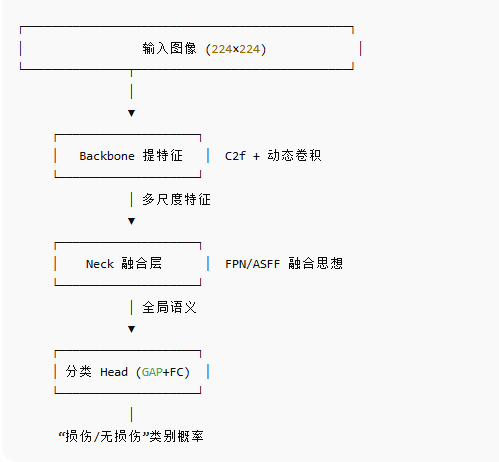 输入图像 (224×224)
Backbone 提特征 C2f + 动态卷积
多尺度特征
Neck 融合层 FPN/ASFF 融合思想
全局语义
分类 Head (GAP+FC)
“损伤/无损伤”类别概率